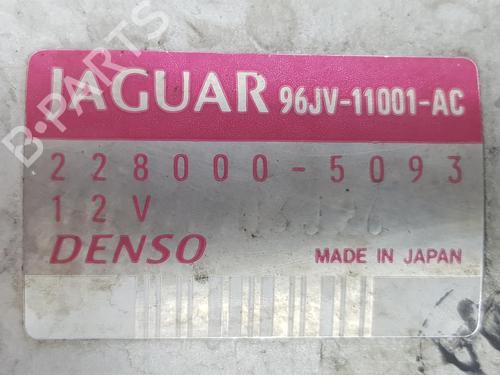 JAGUAR 96JV-11001-AC
228000-5093
12V
DENSO MADE IN JAPAN
B-PARTS